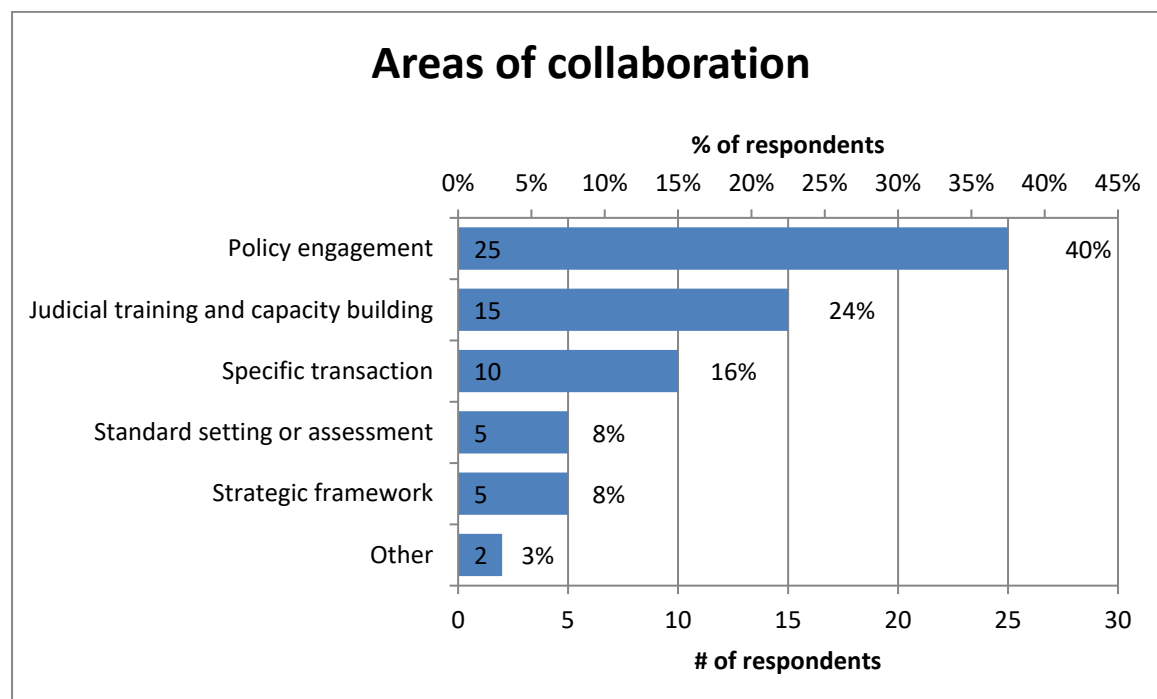 Areas of collaboration
% of respondents
0% 5% 10% 15% 20% 25% 30% 35% 40% 45%
Policy engagement 25 40%
Judicial training and capacity building 15 24%
Specific transaction 10 16%
Standard setting or assessment 5 8%
Strategic framework 5 8%
Other 2 3%
0 5 10 15 20 25 30
# of respondents